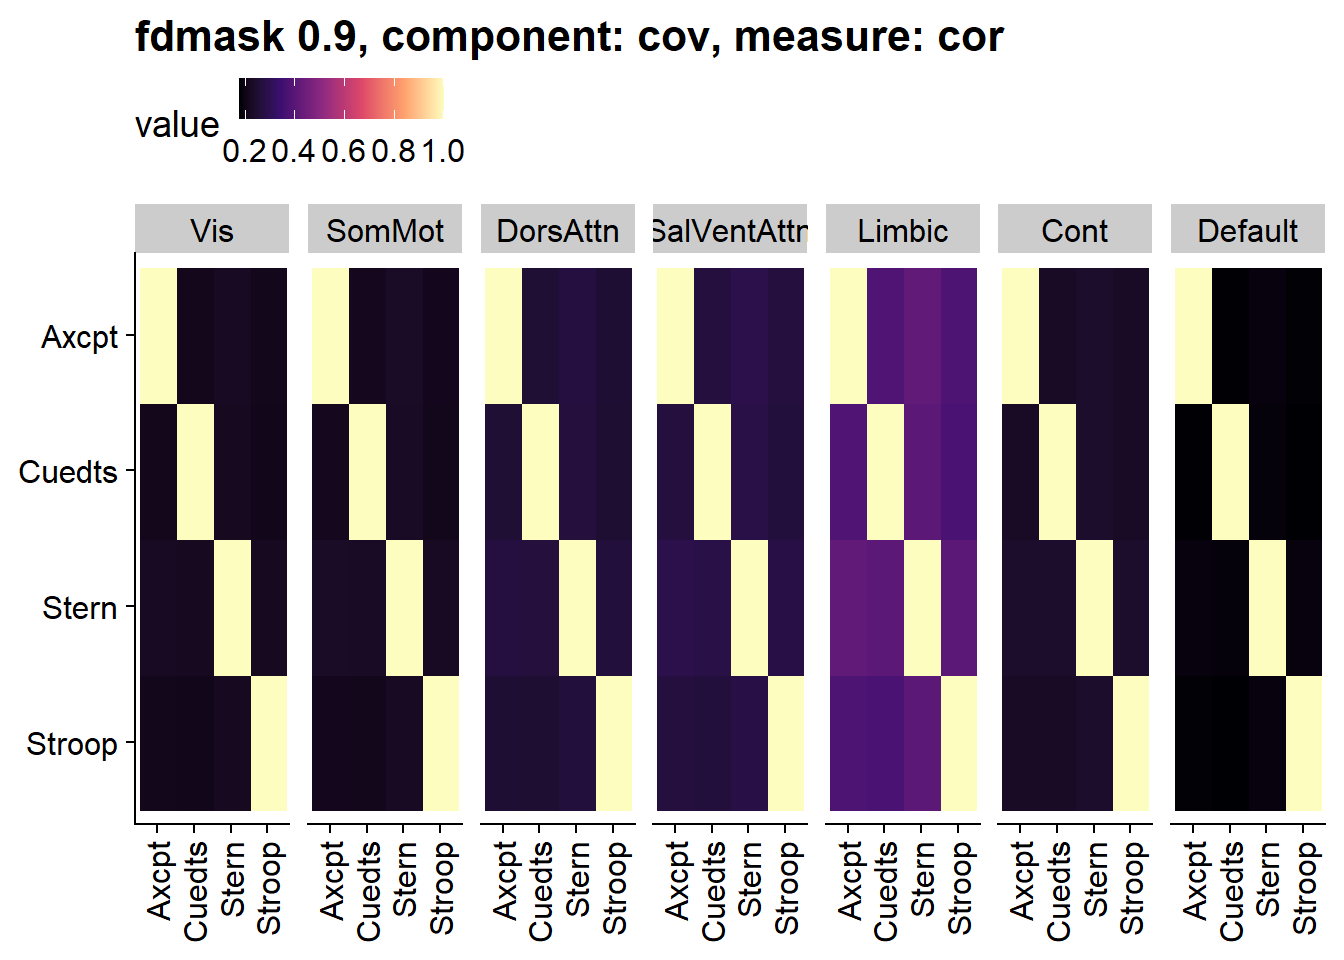 fdmask 0.9, component: cov, measure: cor
value
0.2 0.4 0.6 0.8 1.0
Vis SomMot DorsAttn SalVentAttn Limbic Cont Default
Axcpt
Cuedts
Stern
Stroop
Axcpt Cuedts Stern Stroop Axcpt Cuedts Stern Stroop Axcpt Cuedts Stern Stroop Axcpt Cuedts Stern Stroop Axcpt Cuedts Stern Stroop Axcpt Cuedts Stern Stroop Axcpt Cuedts Stern Stroop